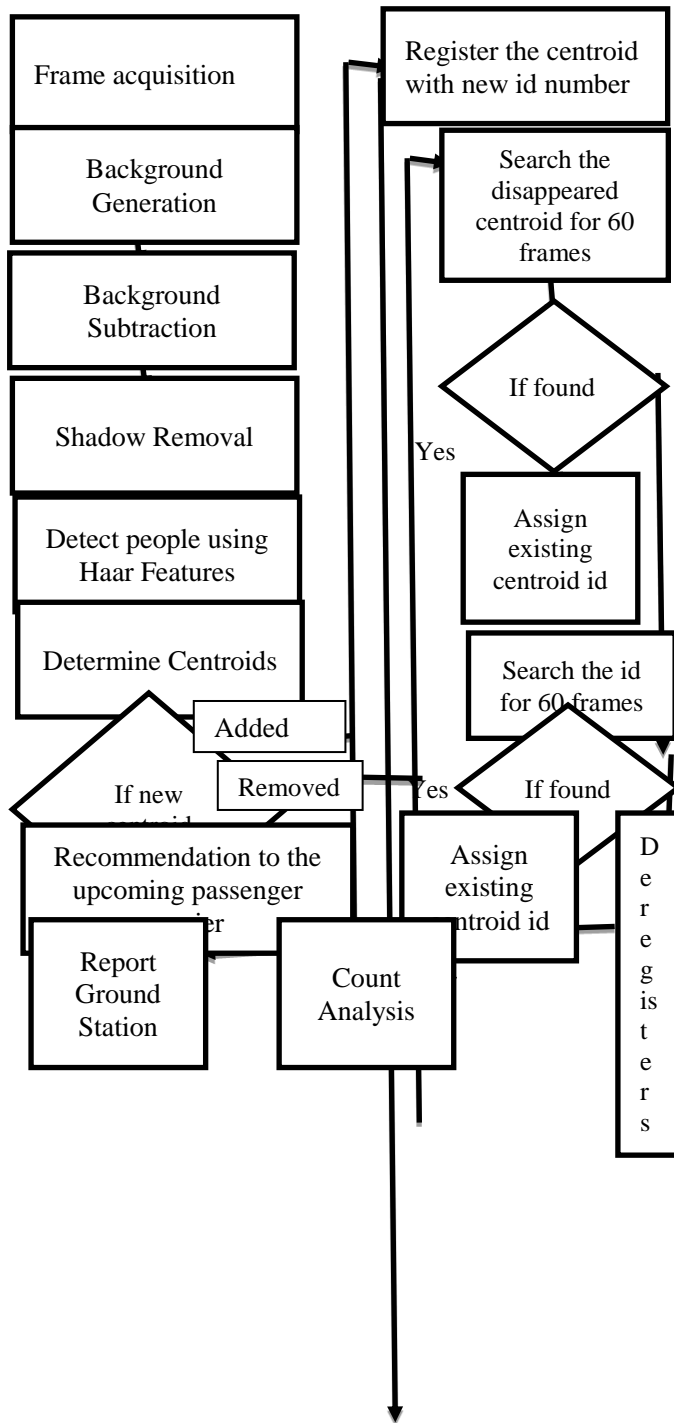 Frame acquisition
Background
Generation
Background
Subtraction
Shadow Removal
Detect people using
Haar Features
Determine Centroids
Added
Removed
If new
Recommendation to the
upcoming passenger
Report
Ground
Station
Count
Analysis
Register the centroid
with new id number
Search the
disappeared
centroid for 60
frames
If found
Yes
Assign
existing
centroid id
Search the id
for 60 frames
Yes
If found
Assign
existing
centroid id
D
e
r
e
g
is
t
e
r
s